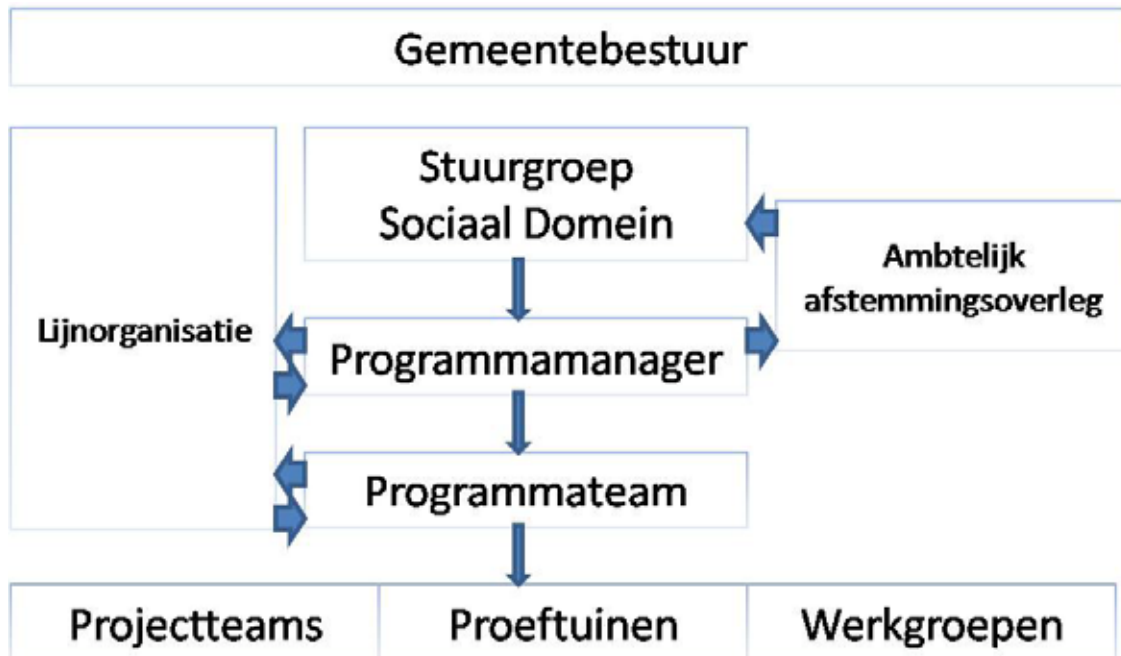 Gemeentebestuur
Stuurgroep
Sociaal Domein
Ambtelijk
afstemmingsoverleg
Lijnorganisatie
Programmamanager
Programmateam
Projectteams
Proeftuinen
Werkgroepen